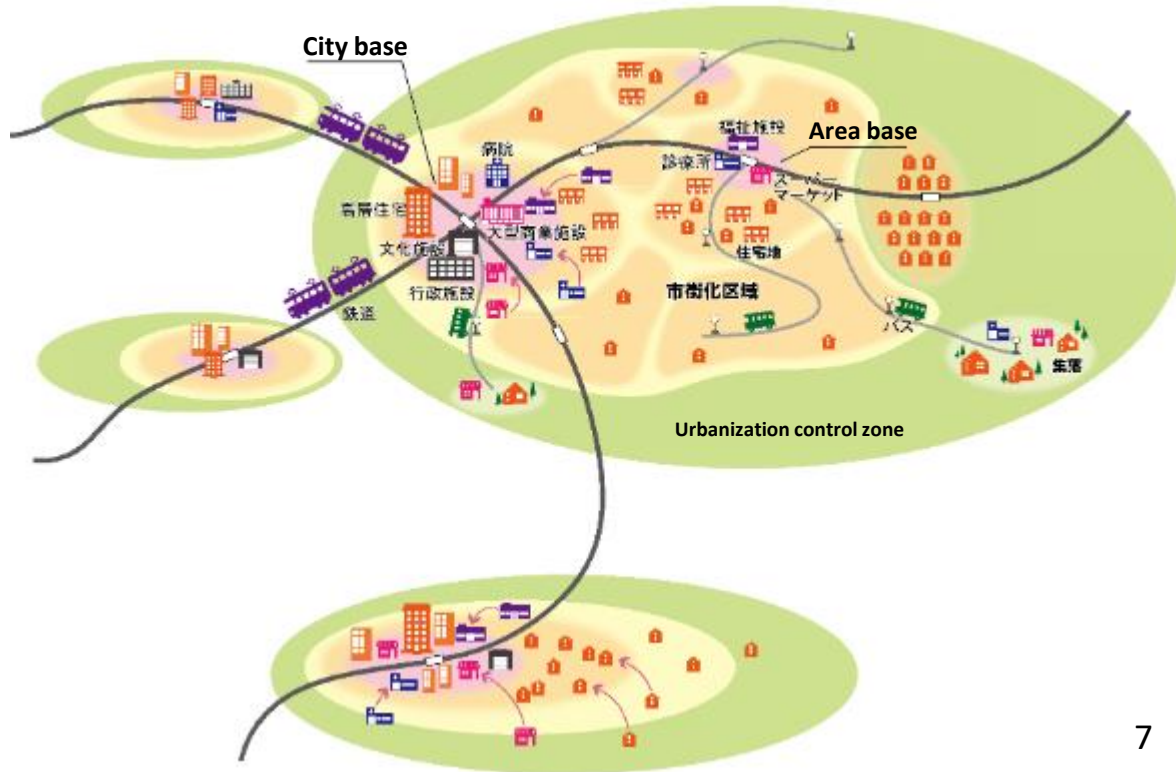 City base
病院
高層住宅
大型商業施設
文化施設
行政施設
鉄道
福祉施設
Area base
診療所
スーパー
マーケット
住宅地
市街化区域
バス
集落
Urbanization control zone
7